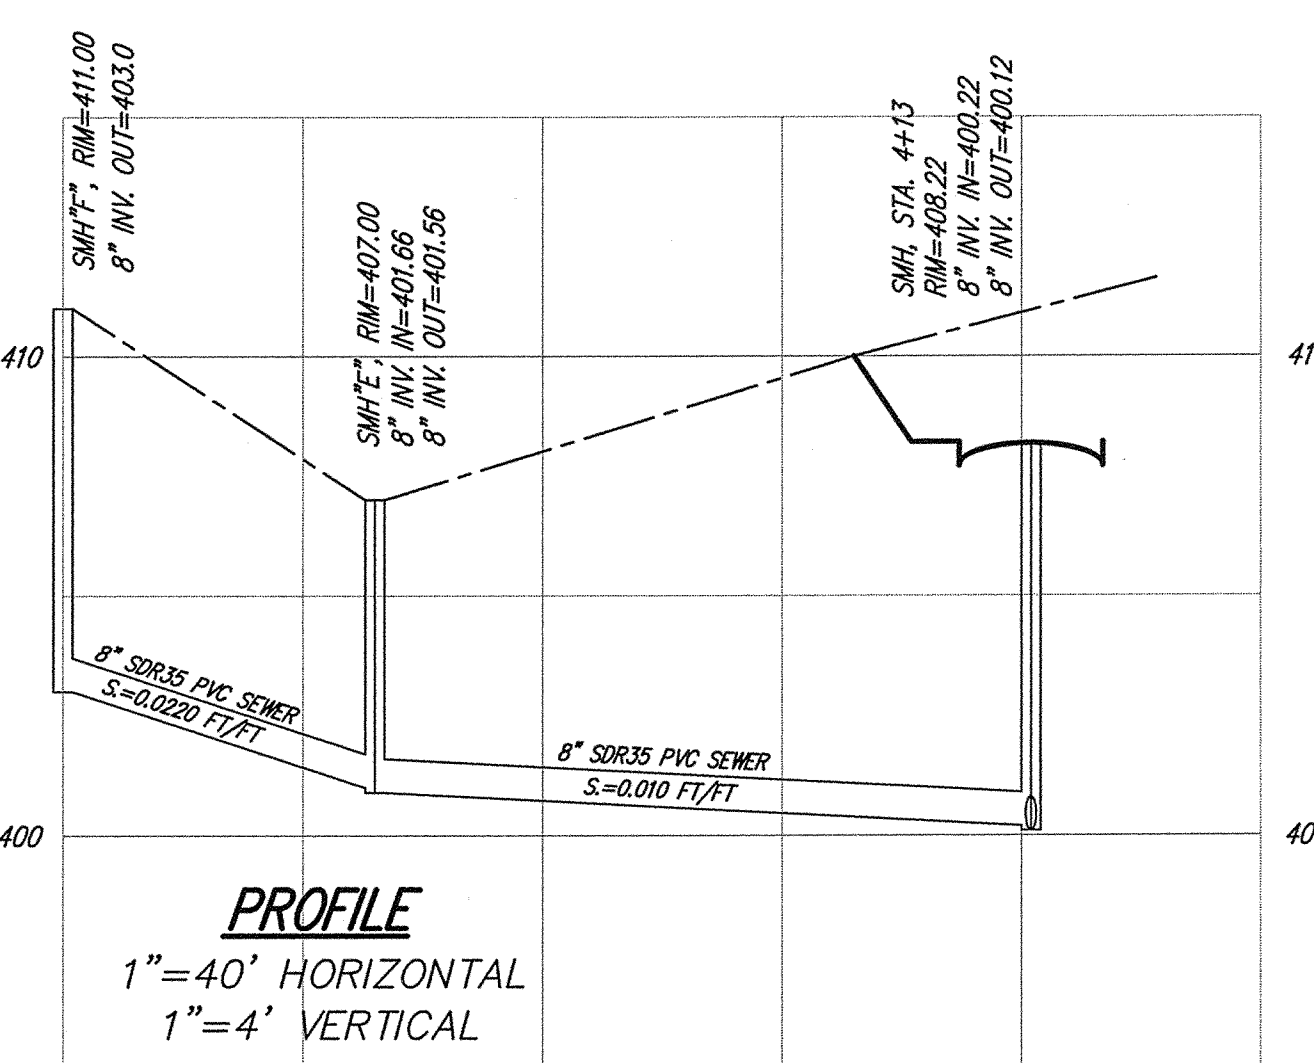 SMH"F", RIM=411.00
8" INV. OUT=403.0
SMH"E", RIM=407.00
8" INV. IN=401.66
8" INV. OUT=401.56
SMH, STA. 4+13
RIM=408.22
8" INV. IN=400.22
8" INV. OUT=400.12
410
41
8" SDR35 PVC SEWER
S.=0.0220 FT/FT
8" SDR35 PVC SEWER
S.=0.010 FT/FT
400
40
PROFILE
1"=40' HORIZONTAL
1"=4' VERTICAL